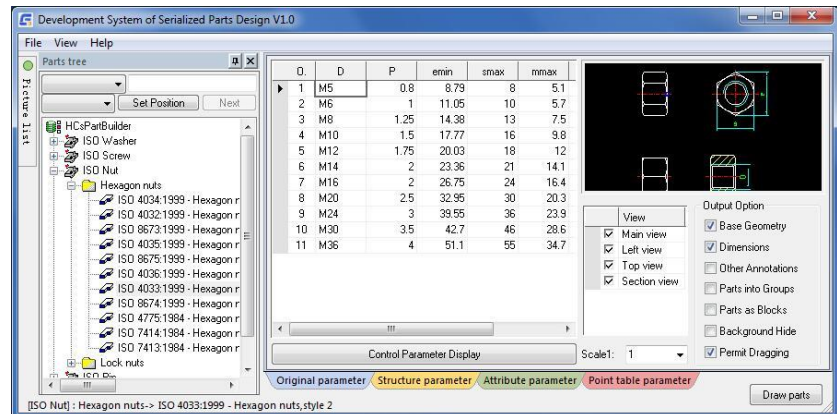 Development System of Serialized Parts Design V1.0
File View Help
Picture List
Parts tree
Set Position Next
HCsPartBuilder
ISO Washer
ISO Screw
ISO Nut
Hexagon nuts
ISO 4034:1999 - Hexagon r
ISO 4032:1999 - Hexagon r
ISO 8673:1999 - Hexagon r
ISO 4035:1999 - Hexagon r
ISO 8675:1999 - Hexagon r
ISO 4036:1999 - Hexagon r
ISO 4033:1999 - Hexagon r
ISO 8674:1999 - Hexagon r
ISO 4775:1984 - Hexagon r
ISO 7414:1984 - Hexagon r
ISO 7413:1984 - Hexagon r
Lock nuts
ISO Pin
O. D P emin smax mmax
1 M5 0.8 8.79 8 5.1
2 M6 1 11.05 10 5.7
3 M8 1.25 14.38 13 7.5
4 M10 1.5 17.77 16 9.8
5 M12 1.75 20.03 18 12
6 M14 2 23.36 21 14.1
7 M16 2 26.75 24 16.4
8 M20 2.5 32.95 30 20.3
9 M24 3 39.55 36 23.9
10 M30 3.5 42.7 46 28.6
11 M36 4 51.1 55 34.7
Control Parameter Display
View
Main view
Left view
Top view
Section view
Scale1: 1
Output Option
Base Geometry
Dimensions
Other Annotations
Parts into Groups
Parts as Blocks
Background Hide
Permit Dragging
Original parameter Structure parameter Attribute parameter Point table parameter
Draw parts
[ISO Nut] : Hexagon nuts-> ISO 4033:1999 - Hexagon nuts,style 2